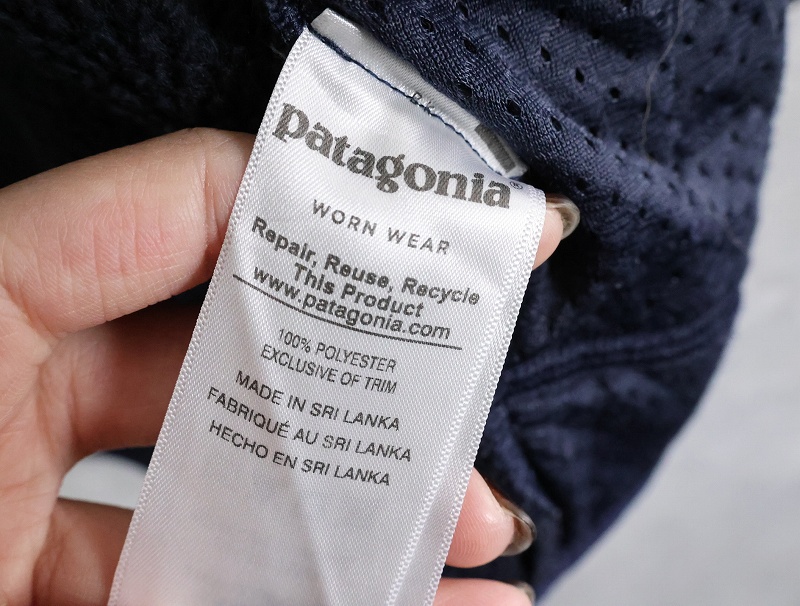 patagonia®
WORN WEAR
Repair, Reuse, Recycle
This Product
www.patagonia.com
100% POLYESTER
EXCLUSIVE OF TRIM
MADE IN SRI LANKA
FABRIQUÉ AU SRI LANKA
HECHO EN SRI LANKA